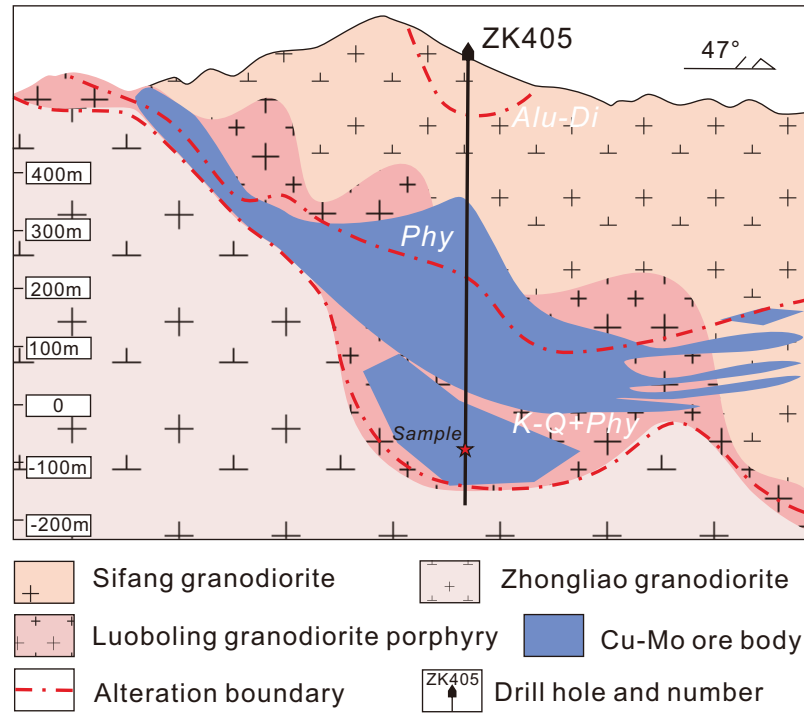 ZK405
47°
Alu-Di
400m
300m
Phy
200m
100m
0
K-Q+Phy
Sample
-100m
-200m
Sifang granodiorite
Zhongliao granodiorite
Luoboling granodiorite porphyry
Cu-Mo ore body
Alteration boundary
ZK405
Drill hole and number